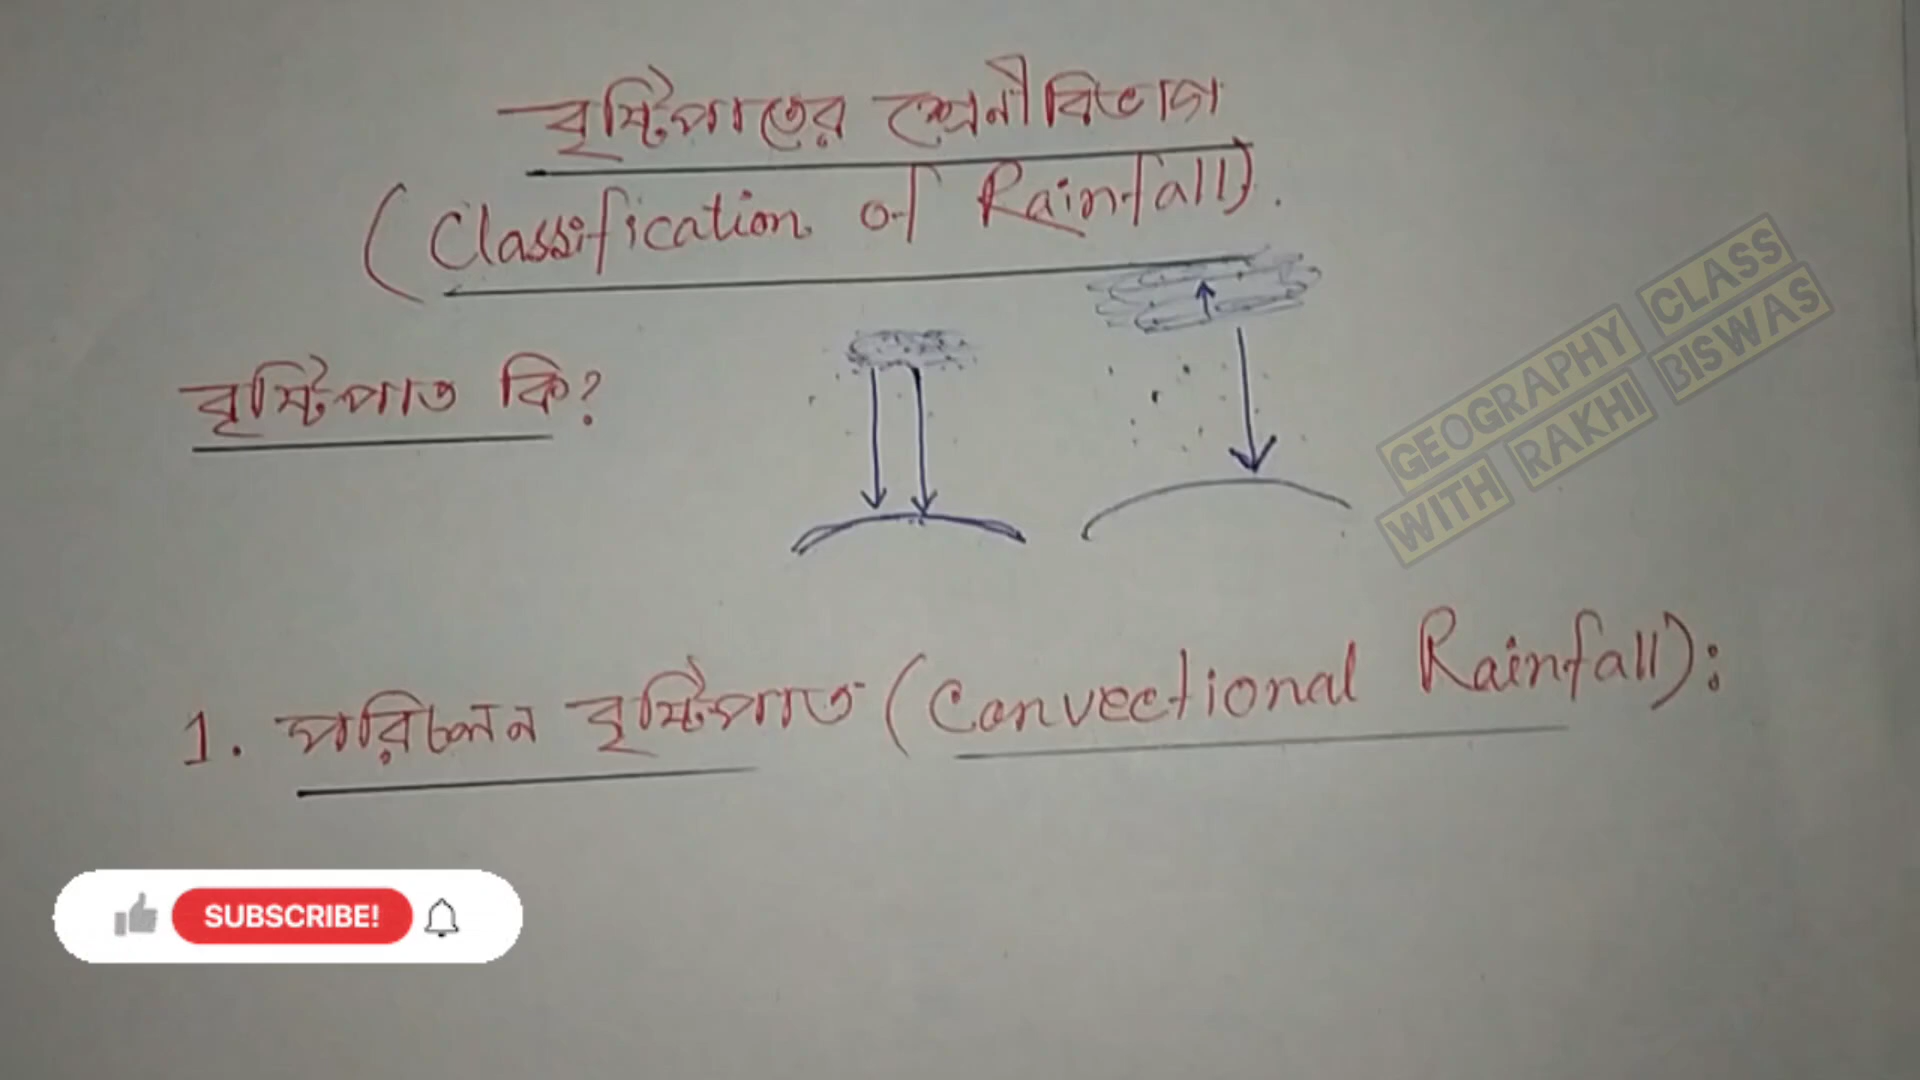 বৃষ্টিপাতের শ্রেনীবিভাগ
(Classification of Rainfall).
বৃষ্টিপাত কি?
GEOGRAPHY CLASS
WITH RAKHI BISWAS
1. পরিচলন বৃষ্টিপাত (Convectional Rainfall):
SUBSCRIBE!